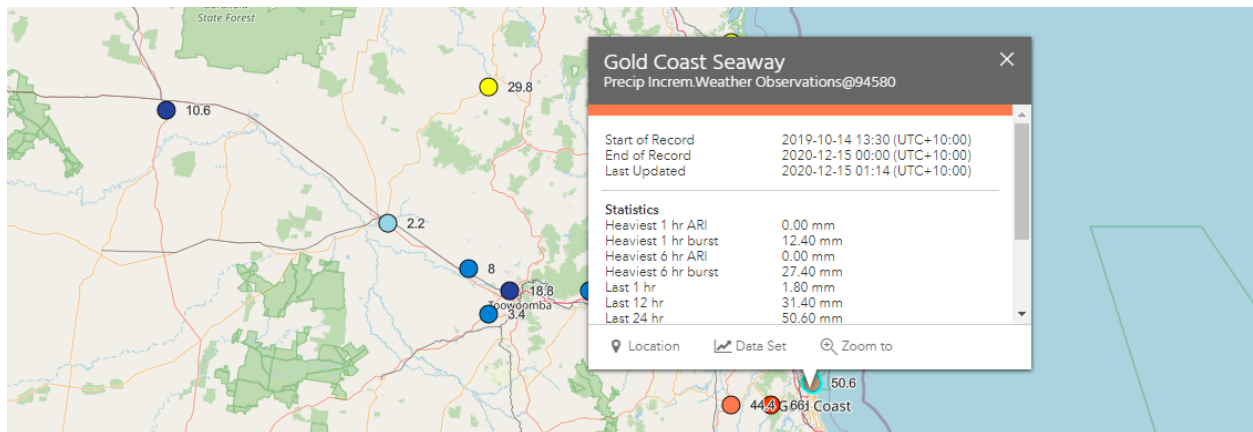 State Forest
29.8
10.6
2.2
8
18.8
Toowoomba
3.4
Gold Coast Seaway
Precip Increm.Weather Observations@94580
Start of Record 2019-10-14 13:30 (UTC+10:00)
End of Record 2020-12-15 00:00 (UTC+10:00)
Last Updated 2020-12-15 01:14 (UTC+10:00)
Statistics
Heaviest 1 hr ARI 0.00 mm
Heaviest 1 hr burst 12.40 mm
Heaviest 6 hr ARI 0.00 mm
Heaviest 6 hr burst 27.40 mm
Last 1 hr 1.80 mm
Last 12 hr 31.40 mm
Last 24 hr 50.60 mm
Location Data Set Zoom to
50.6
44.4 66 Gold Coast